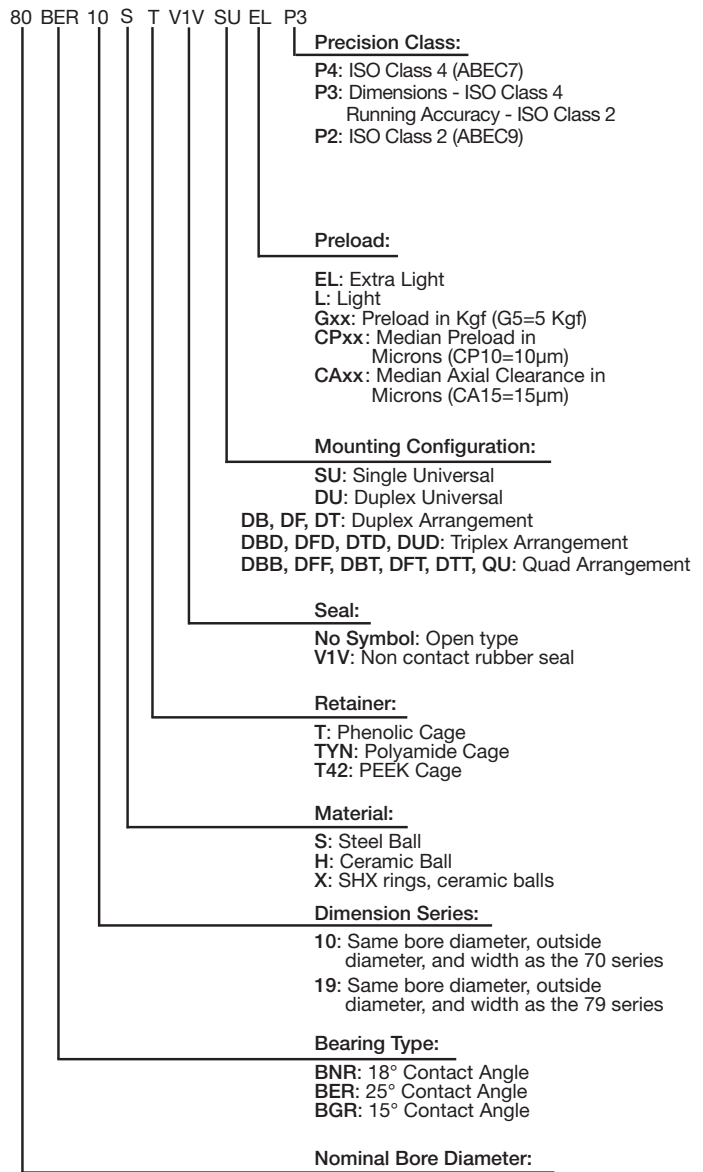 80 BER 10 S T V1V SU EL P3
Precision Class:
P4: ISO Class 4 (ABEC7)
P3: Dimensions - ISO Class 4
Running Accuracy - ISO Class 2
P2: ISO Class 2 (ABEC9)
Preload:
EL: Extra Light
L: Light
Gxx: Preload in Kgf (G5=5 Kgf)
CPxx: Median Preload in
Microns (CP10=10µm)
CAxx: Median Axial Clearance in
Microns (CA15=15µm)
Mounting Configuration:
SU: Single Universal
DU: Duplex Universal
DB, DF, DT: Duplex Arrangement
DBD, DFD, DTD, DUD: Triplex Arrangement
DBB, DFF, DBT, DFT, DTT, QU: Quad Arrangement
Seal:
No Symbol: Open type
V1V: Non contact rubber seal
Retainer:
T: Phenolic Cage
TYN: Polyamide Cage
T42: PEEK Cage
Material:
S: Steel Ball
H: Ceramic Ball
X: SHX rings, ceramic balls
Dimension Series:
10: Same bore diameter, outside
diameter, and width as the 70 series
19: Same bore diameter, outside
diameter, and width as the 79 series
Bearing Type:
BNR: 18° Contact Angle
BER: 25° Contact Angle
BGR: 15° Contact Angle
Nominal Bore Diameter: